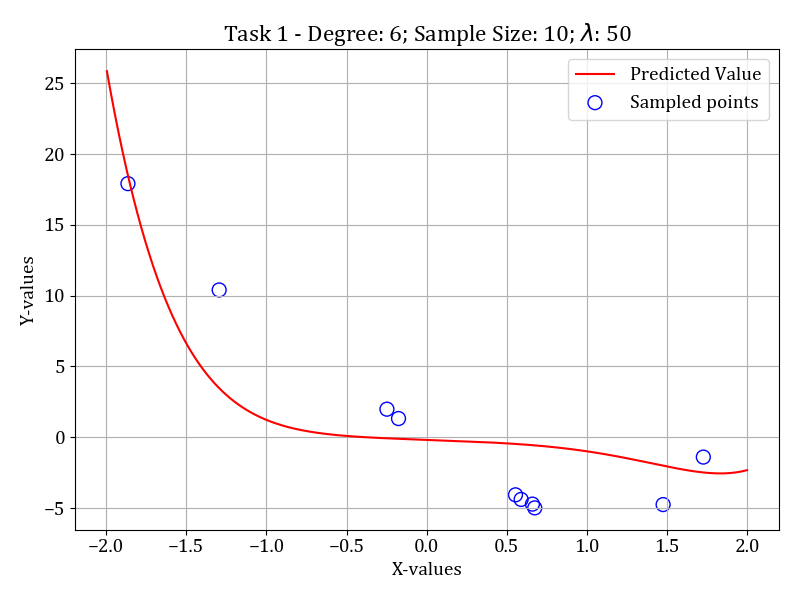 Task 1 - Degree: 6; Sample Size: 10; λ: 50
Predicted Value
Sampled points
25
20
15
10
5
0
−5
Y-values
−2.0 −1.5 −1.0 −0.5 0.0 0.5 1.0 1.5 2.0
X-values